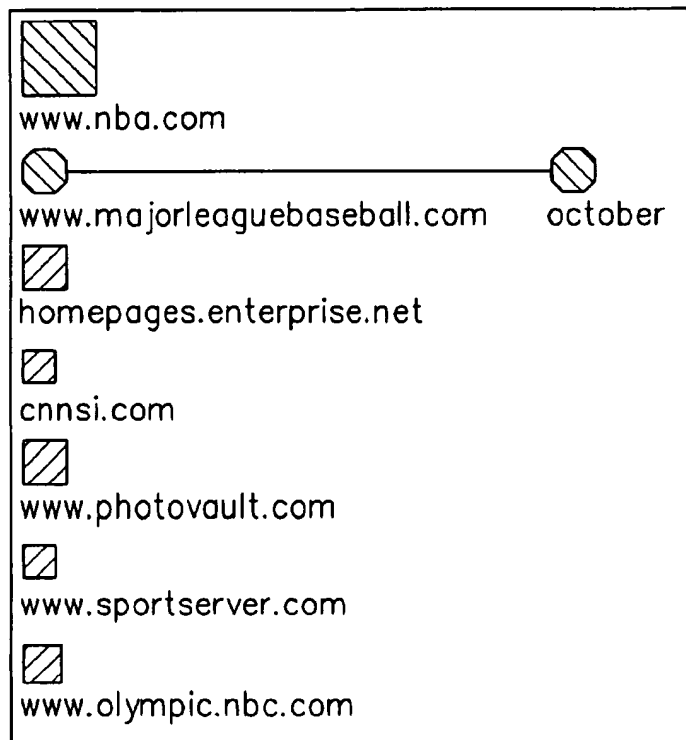 www.nba.com
www.majorleaguebaseball.com october
homepages.enterprise.net
cnnsi.com
www.photovault.com
www.sportserver.com
www.olympic.nbc.com